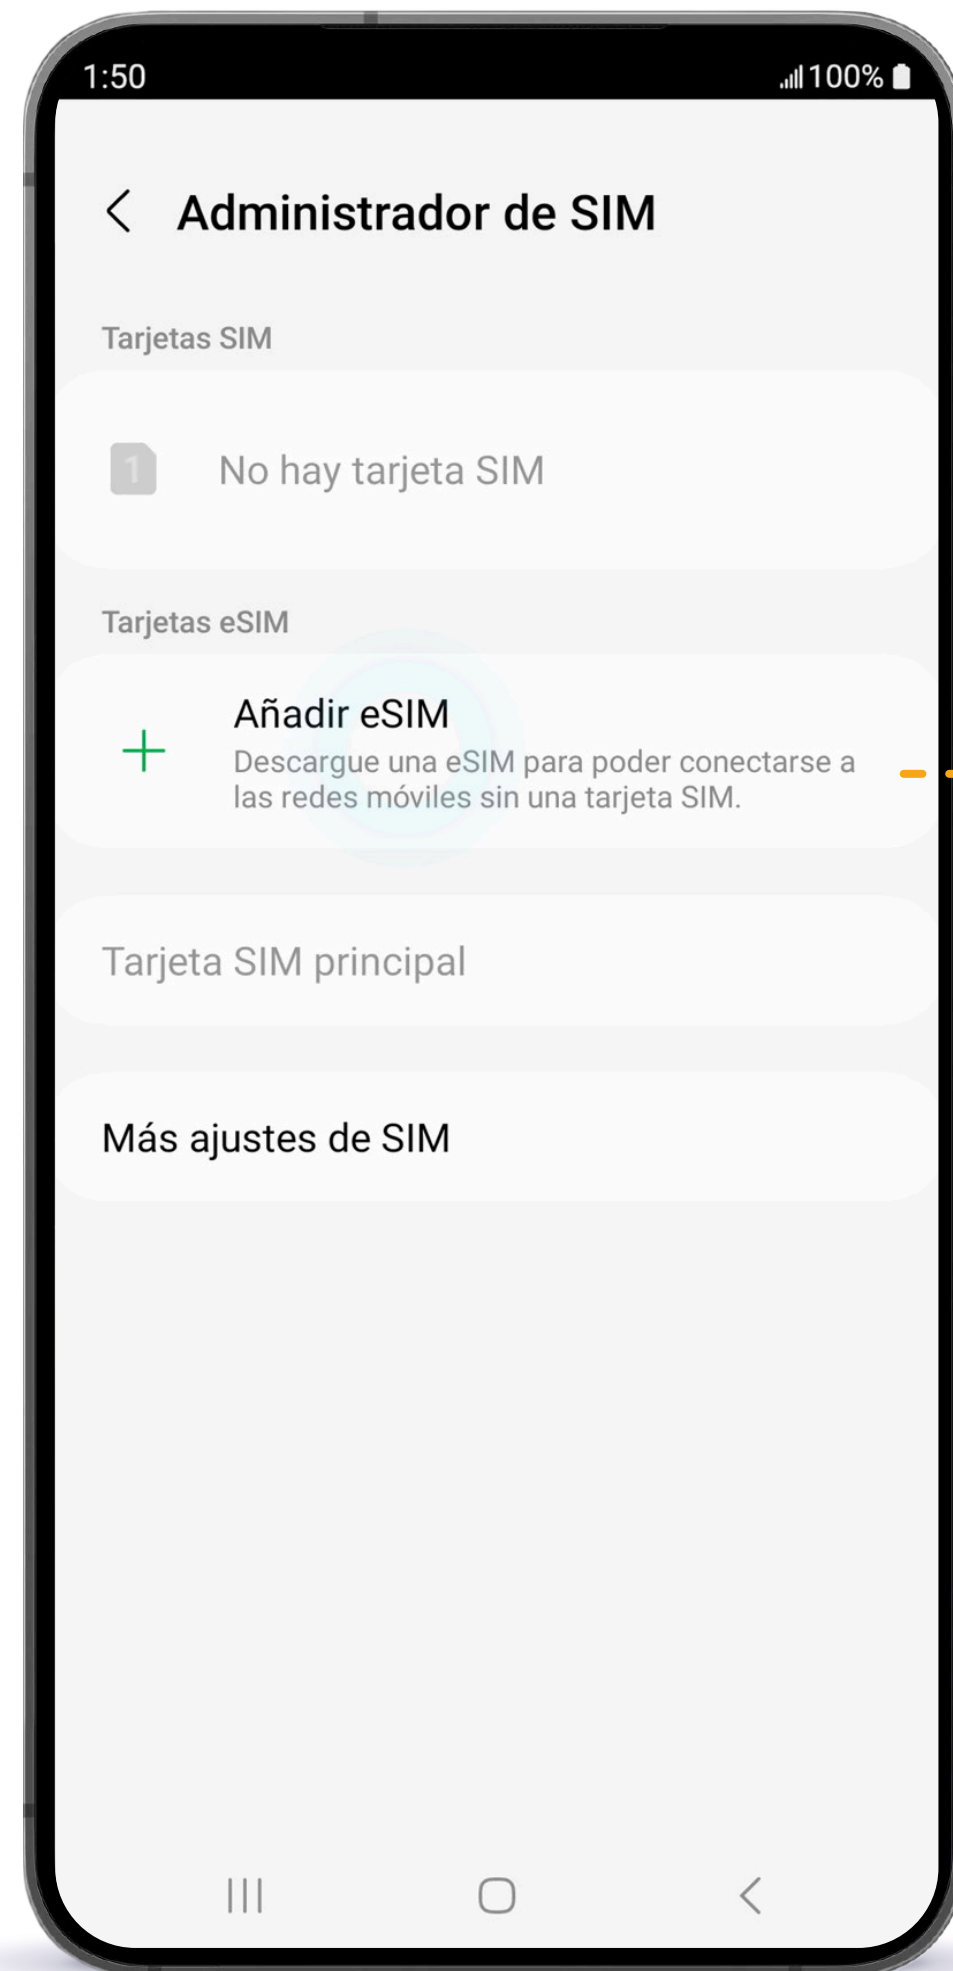 1:50
100%
Administrador de SIM
Tarjetas SIM
1
No hay tarjeta SIM
Tarjetas eSIM
Añadir eSIM
Descargue una eSIM para poder conectarse a
las redes móviles sin una tarjeta SIM.
Tarjeta SIM principal
Más ajustes de SIM